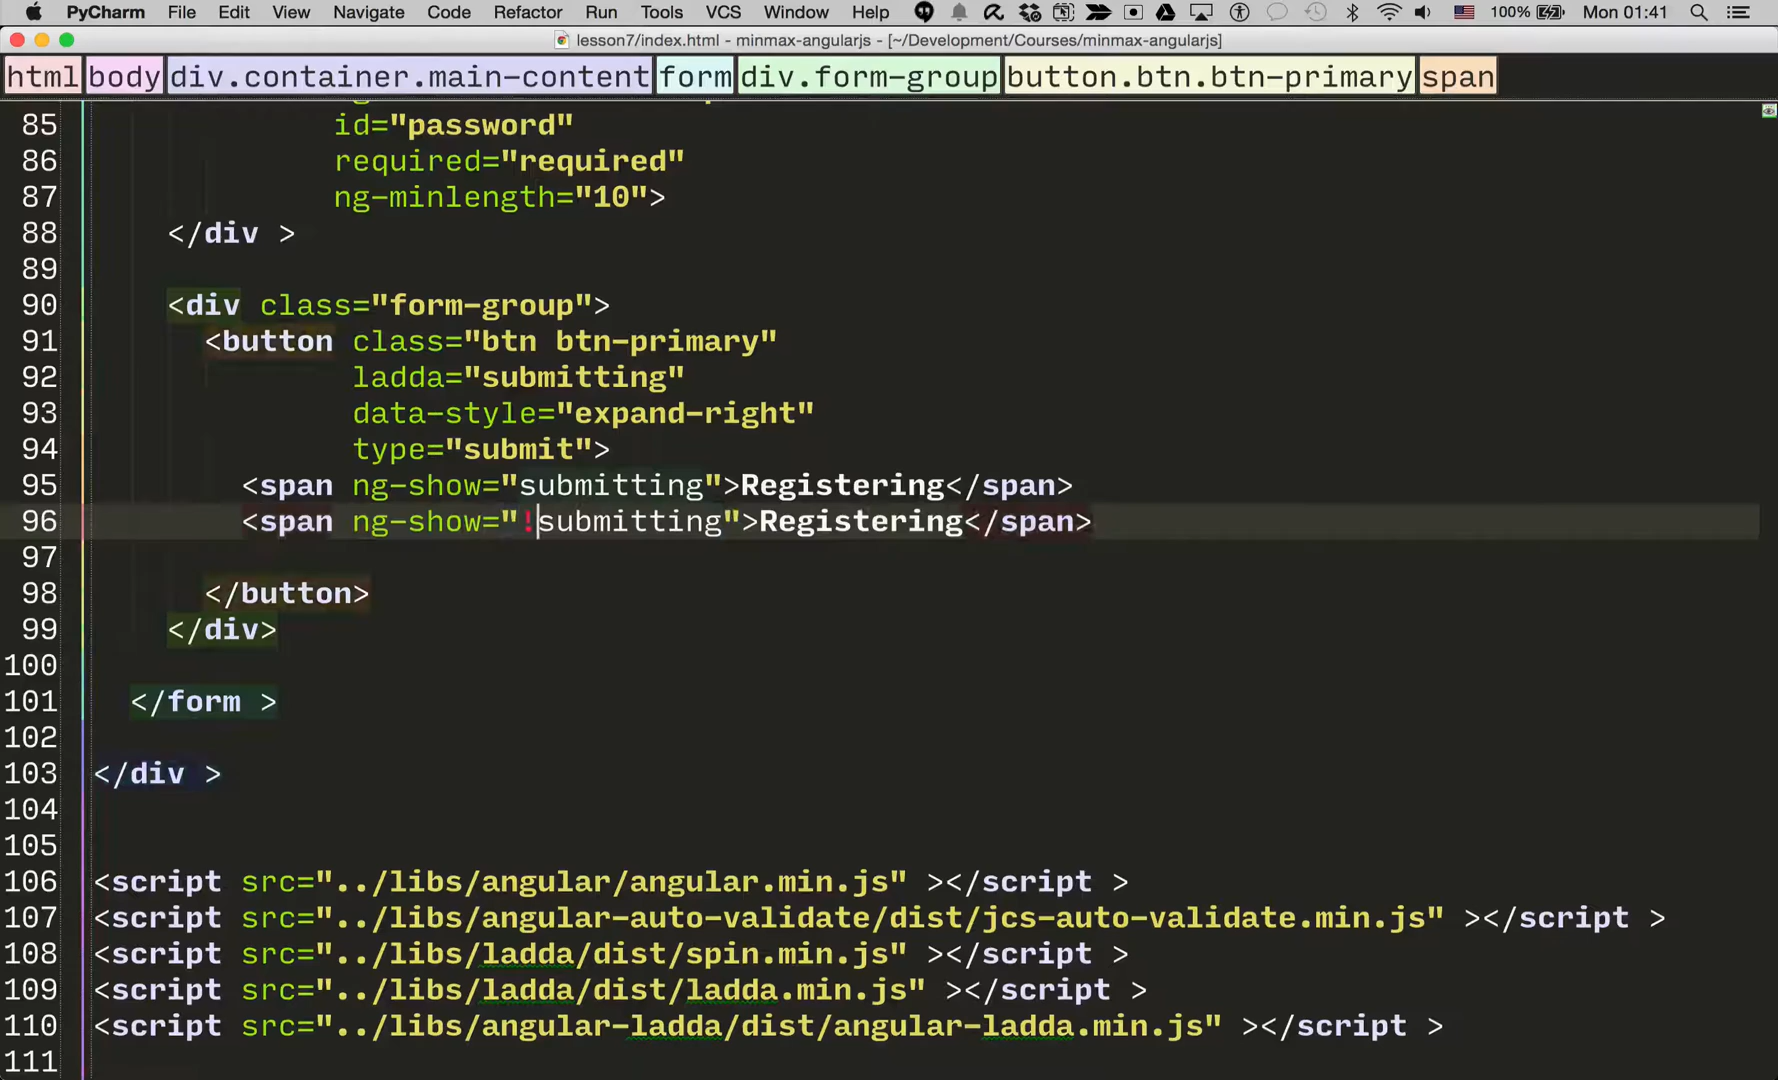 PyCharm File Edit View Navigate Code Refactor Run Tools VCS Window Help 100% Mon 01:41
lesson7/index.html - minmax-angularjs - [~/Development/Courses/minmax-angularjs]
html body div.container.main-content form div.form-group button.btn.btn-primary span
85 id="password"
86 required="required"
87 ng-minlength="10">
88 </div >
89
90 <div class="form-group">
91 <button class="btn btn-primary"
92 ladda="submitting"
93 data-style="expand-right"
94 type="submit">
95 <span ng-show="submitting">Registering</span>
96 <span ng-show="!submitting">Registering</span>
97
98 </button>
99 </div>
100
101 </form >
102
103 </div >
104
105
106 <script src="../libs/angular/angular.min.js" ></script >
107 <script src="../libs/angular-auto-validate/dist/jcs-auto-validate.min.js" ></script >
108 <script src="../libs/ladda/dist/spin.min.js" ></script >
109 <script src="../libs/ladda/dist/ladda.min.js" ></script >
110 <script src="../libs/angular-ladda/dist/angular-ladda.min.js" ></script >
111